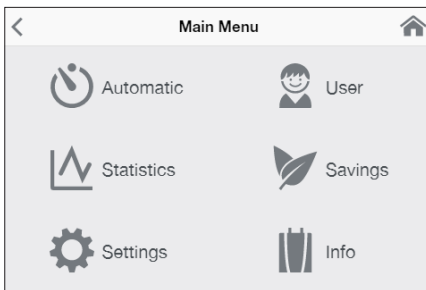 Main Menu
Automatic
User
Statistics
Savings
Settings
Info